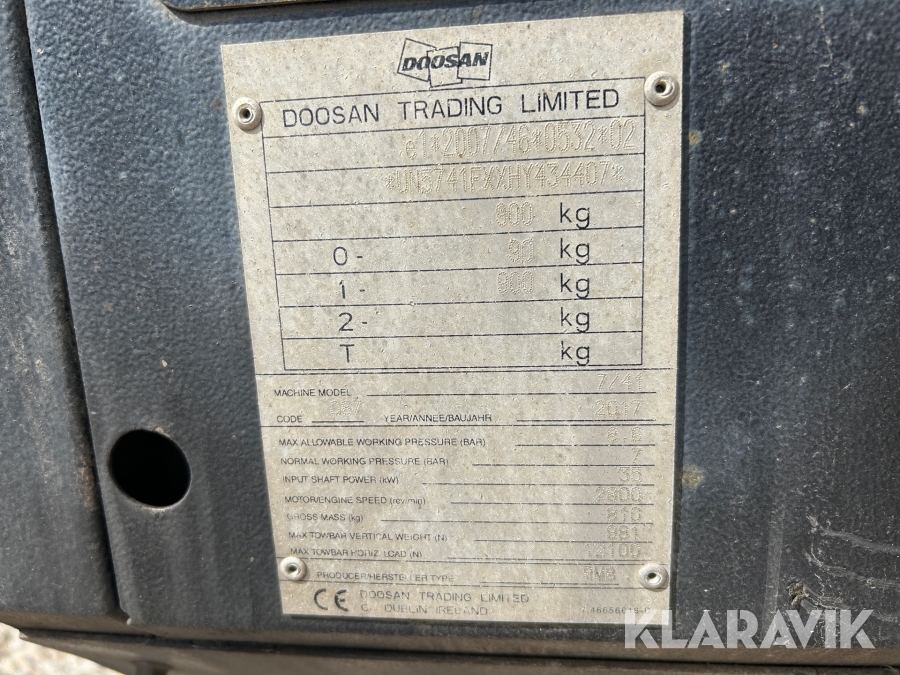 DOOSAN
DOOSAN TRADING LIMITED
e1*2007/46*0532*02
*UN5741FXXHY434407*
900 kg
0- 90 kg
1- kg
2- kg
T kg
MACHINE MODEL 7/41
CODE YEAR/ANNEE/BAUJAHR 2017
MAX ALLOWABLE WORKING PRESSURE (BAR)
NORMAL WORKING PRESSURE (BAR) 7
INPUT SHAFT POWER (kW) 35
MOTOR/ENGINE SPEED (rev/min)
GROSS MASS (kg)
MAX TOWBAR VERTICAL WEIGHT (N) 881
MAX TOWBAR HORIZ. LOAD (N)
PRODUCER/HERSTELLER TYPE
CE DOOSAN TRADING LIMITED
DUBLIN IRELAND
KLARAVIK